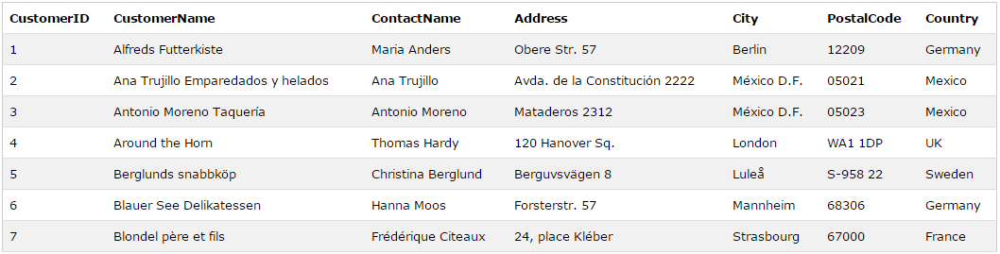 CustomerID CustomerName ContactName Address City PostalCode Country
1 Alfreds Futterkiste Maria Anders Obere Str. 57 Berlin 12209 Germany
2 Ana Trujillo Emparedados y helados Ana Trujillo Avda. de la Constitución 2222 México D.F. 05021 Mexico
3 Antonio Moreno Taquería Antonio Moreno Mataderos 2312 México D.F. 05023 Mexico
4 Around the Horn Thomas Hardy 120 Hanover Sq. London WA1 1DP UK
5 Berglunds snabbköp Christina Berglund Berguvsvägen 8 Luleå S-958 22 Sweden
6 Blauer See Delikatessen Hanna Moos Forsterstr. 57 Mannheim 68306 Germany
7 Blondel père et fils Frédérique Citeaux 24, place Kléber Strasbourg 67000 France